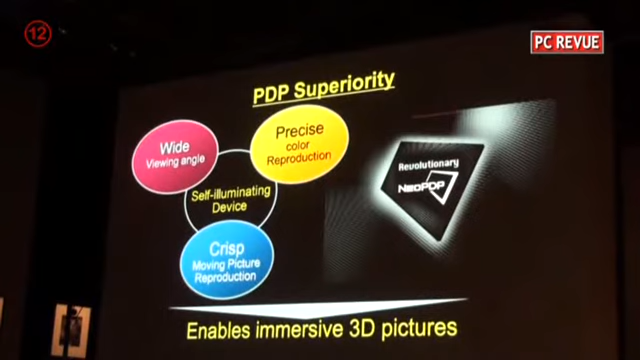 12
PC REVUE
PDP Superiority
Wide
Viewing angle
Precise
color
Reproduction
Self-illuminating
Device
Crisp
Moving Picture
Reproduction
Revolutionary
NEOPDP
Enables immersive 3D pictures